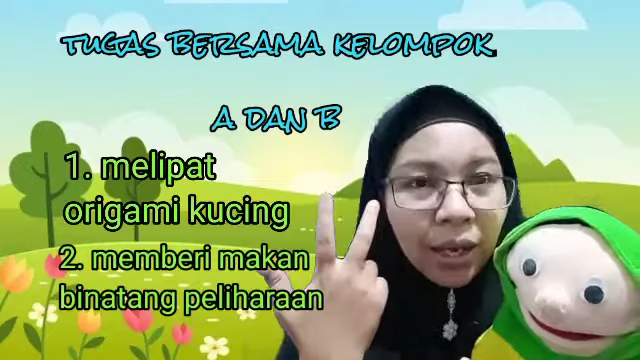 TUGAS BERSAMA KELOMPOK
A DAN B
1. melipat
origami kucing
2. memberi makan
binatang peliharaan